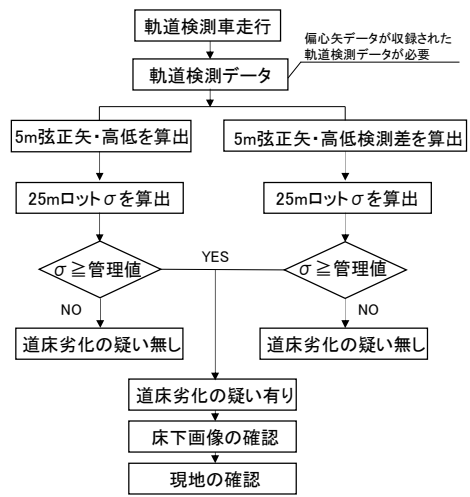 軌道検測車走行
偏心矢データが収録された
軌道検測データが必要
軌道検測データ
5m弦正矢・高低を算出
5m弦正矢・高低検測差を算出
25mロットσを算出
25mロットσを算出
σ≧管理値
YES
σ≧管理値
NO
NO
道床劣化の疑い無し
道床劣化の疑い無し
道床劣化の疑い有り
床下画像の確認
現地の確認